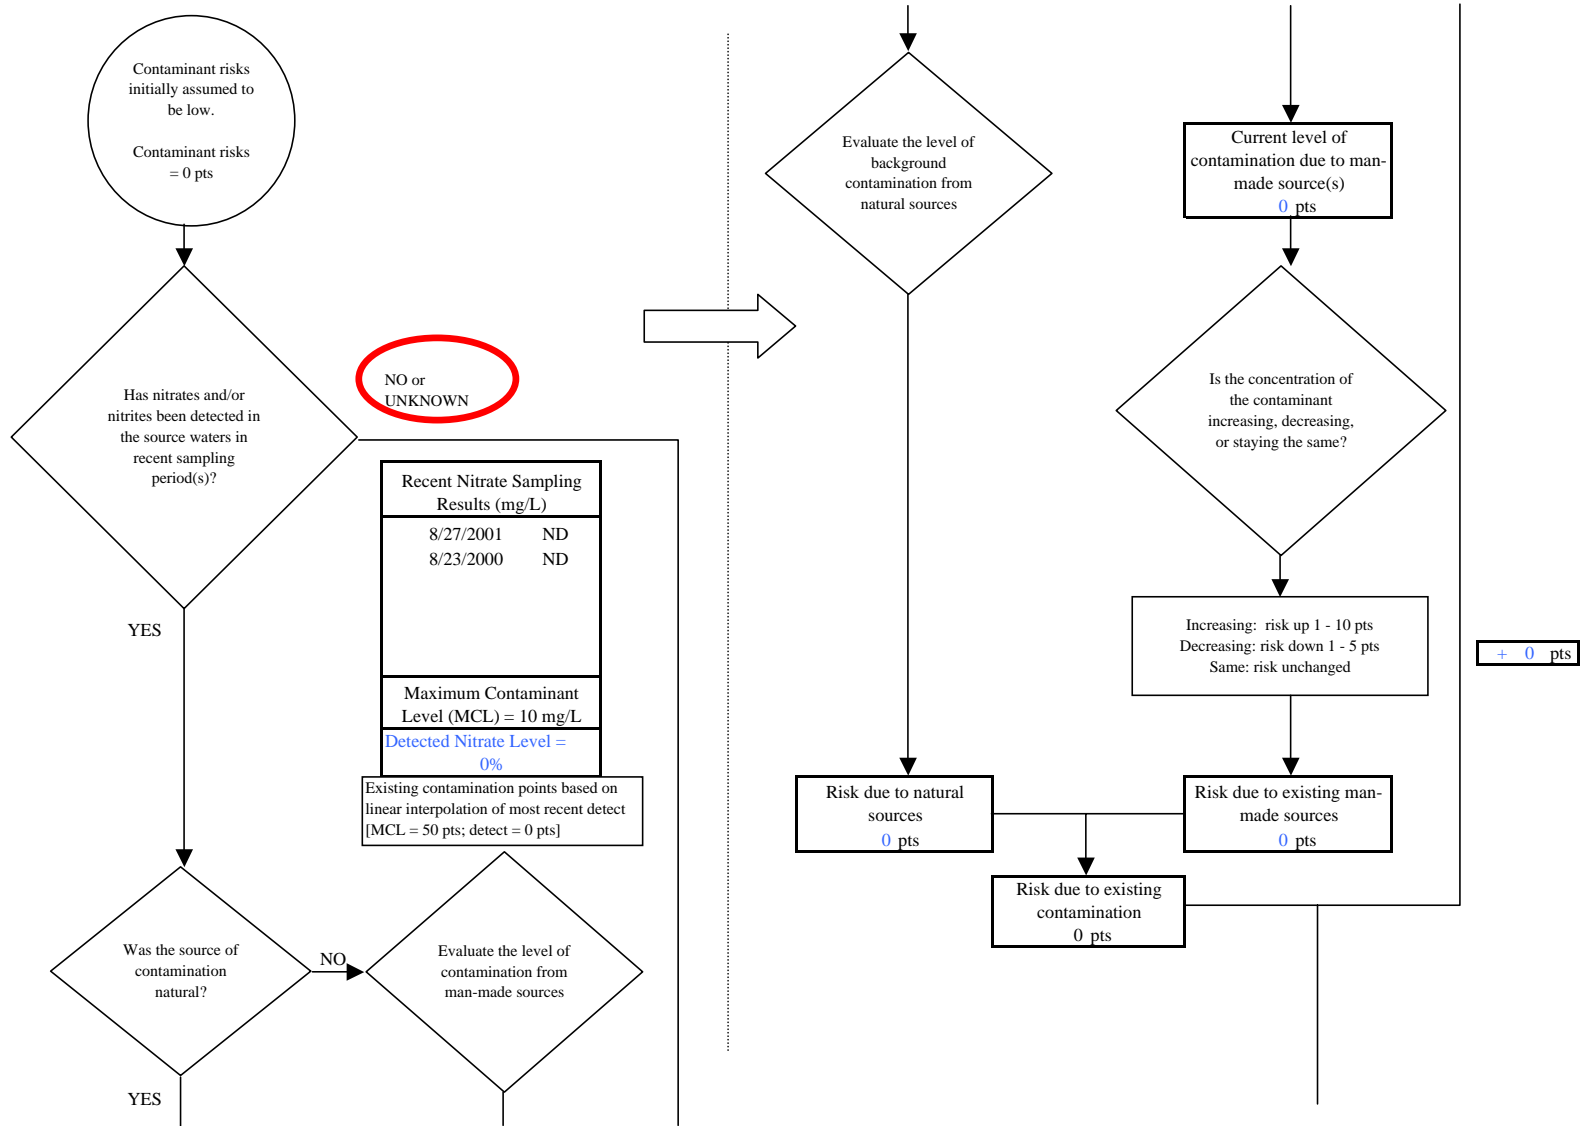 Contaminant risks
initially assumed to
be low.
Contaminant risks
= 0 pts
Has nitrates and/or
nitrites been detected in
the source waters in
recent sampling
period(s)?
NO or
UNKNOWN
YES
Recent Nitrate Sampling
Results (mg/L)
8/27/2001 ND
8/23/2000 ND
Maximum Contaminant
Level (MCL) = 10 mg/L
Detected Nitrate Level =
0%
Existing contamination points based on
linear interpolation of most recent detect
[MCL = 50 pts; detect = 0 pts]
Was the source of
contamination
natural?
NO
YES
Evaluate the level of
contamination from
man-made sources
Evaluate the level of
background
contamination from
natural sources
Current level of
contamination due to man-
made source(s)
0 pts
Is the concentration of
the contaminant
increasing, decreasing,
or staying the same?
Increasing: risk up 1 - 10 pts
Decreasing: risk down 1 - 5 pts
Same: risk unchanged
+ 0 pts
Risk due to natural
sources
0 pts
Risk due to existing man-
made sources
0 pts
Risk due to existing
contamination
0 pts